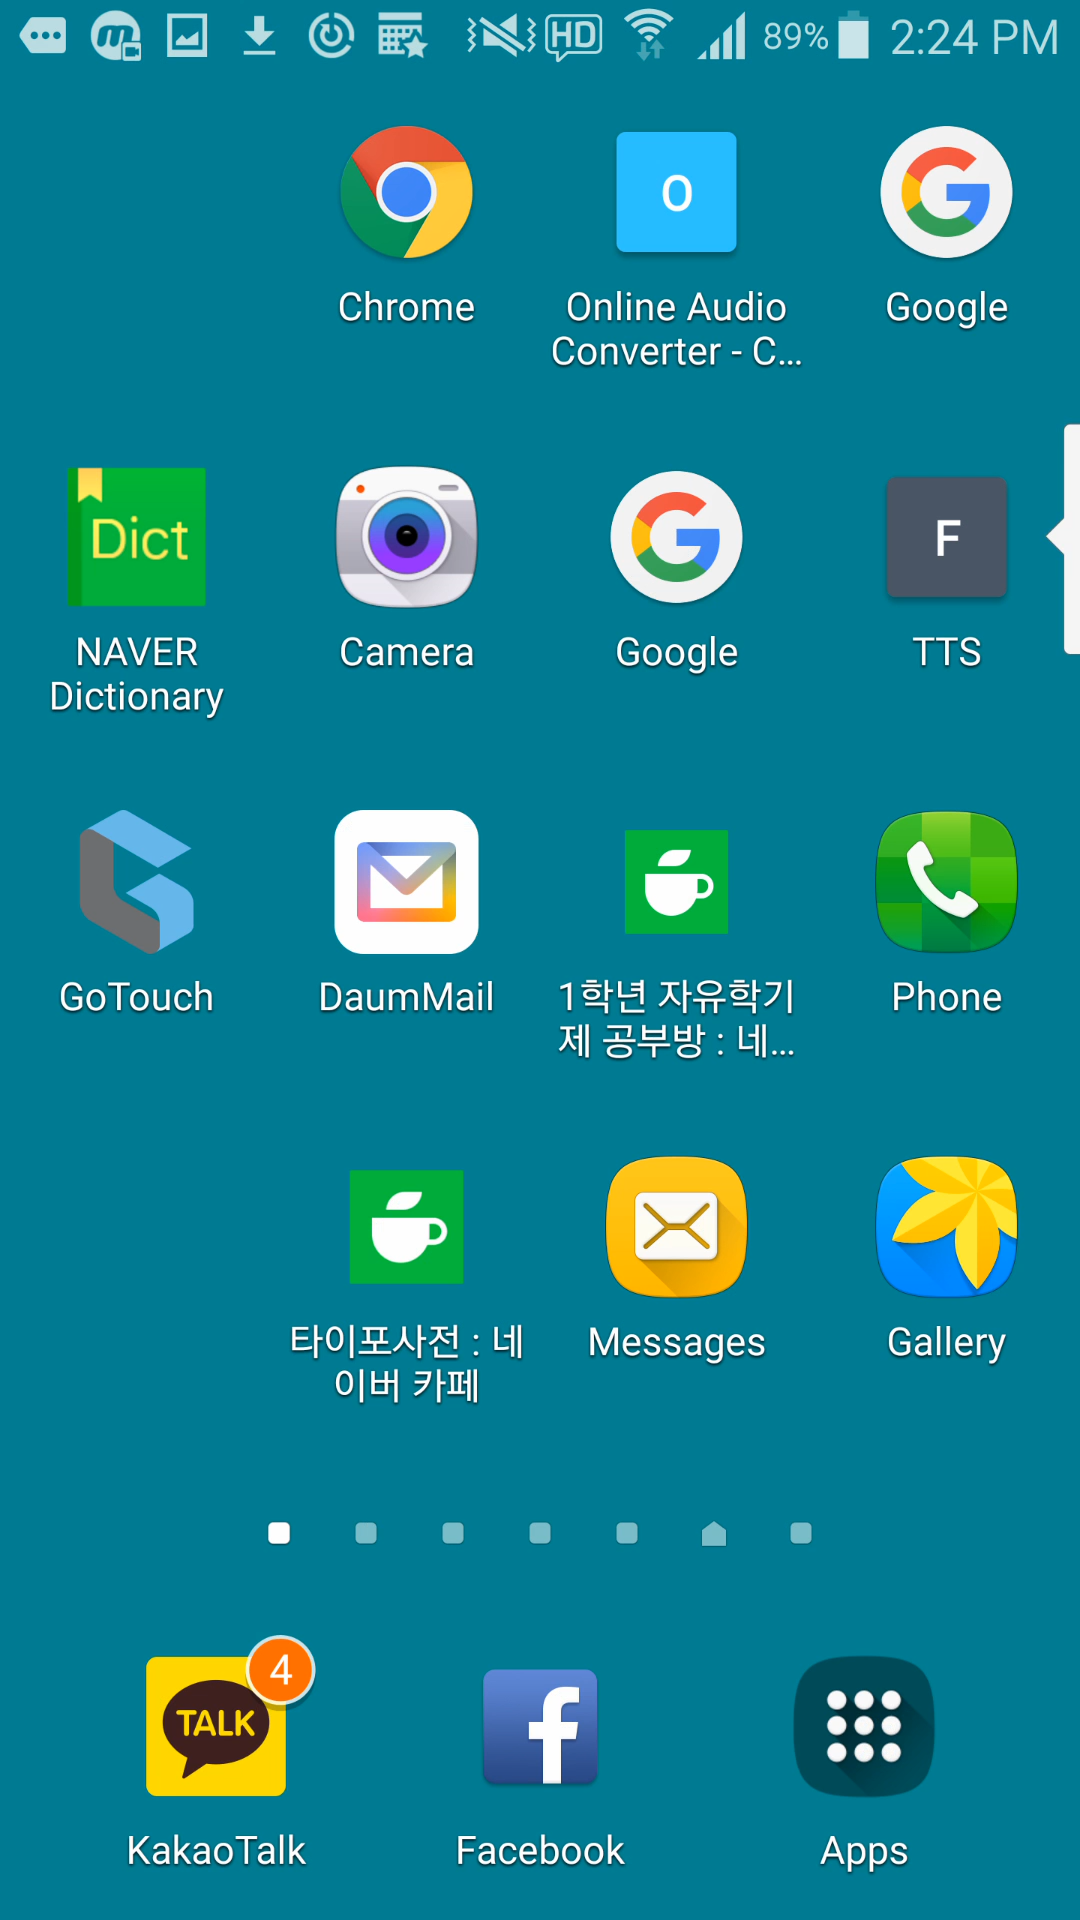 HD 89% 2:24 PM
O
Chrome
Online Audio
Converter - C...
Google
Dict
F
NAVER
Dictionary
Camera
Google
TTS
GoTouch
DaumMail
1학년 자유학기
제 공부방 : 네...
Phone
타이포사전 : 네
이버 카페
Messages
Gallery
4
TALK
KakaoTalk
Facebook
Apps